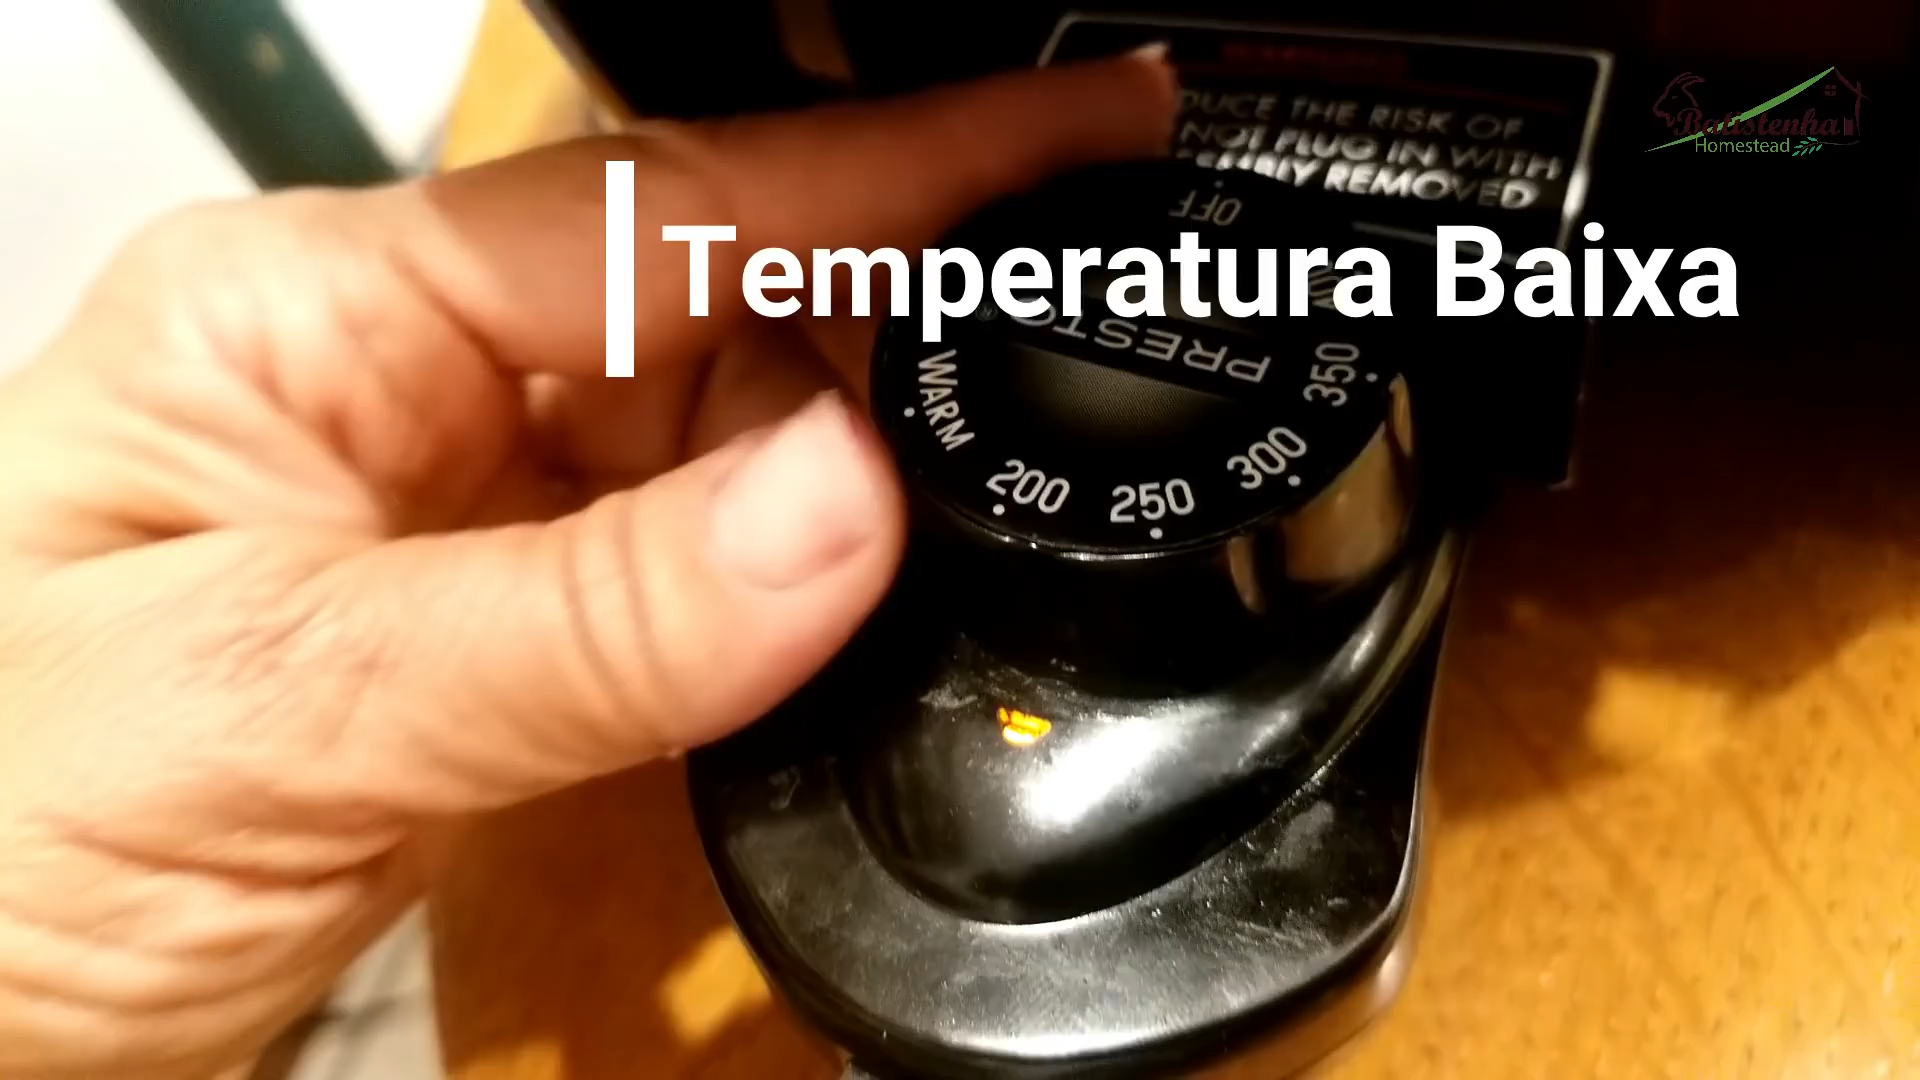 DUCE THE RISK OF
NOT PLUG IN WITH
REMOVED
Batistenha
Homestead
OFF
Temperatura Baixa
PRESTO
WARM
200
250
300
350